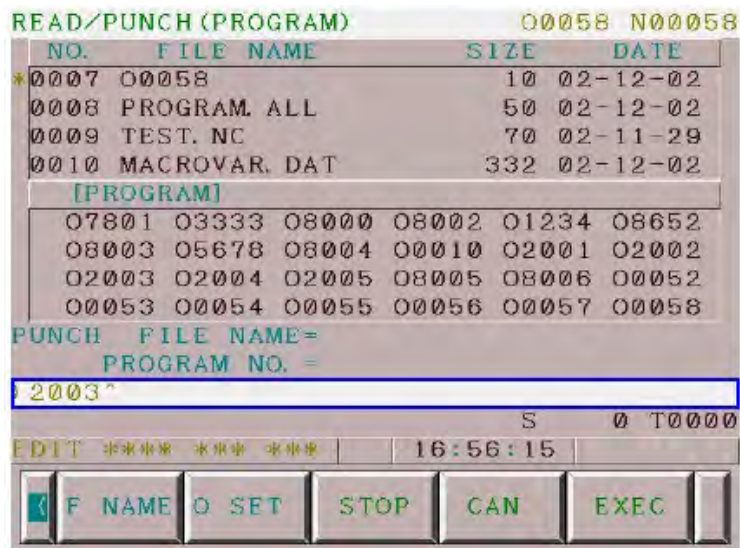 READ/PUNCH(PROGRAM) O0058 N00058
NO. FILE NAME SIZE DATE
*0007 O0058 10 02-12-02
0008 PROGRAM.ALL 50 02-12-02
0009 TEST.NC 70 02-11-29
0010 MACROVAR.DAT 332 02-12-02
[PROGRAM]
O7801 O3333 O8000 O8002 O1234 O8652
O8003 O5678 O8004 O0010 O2001 O2002
O2003 O2004 O2005 O8005 O8006 O0052
O0053 O0054 O0055 O0056 O0057 O0058
PUNCH FILE NAME=
PROGRAM NO. =
2003^
S 0 T0000
EDIT **** *** *** 16:56:15
F NAME O SET STOP CAN EXEC